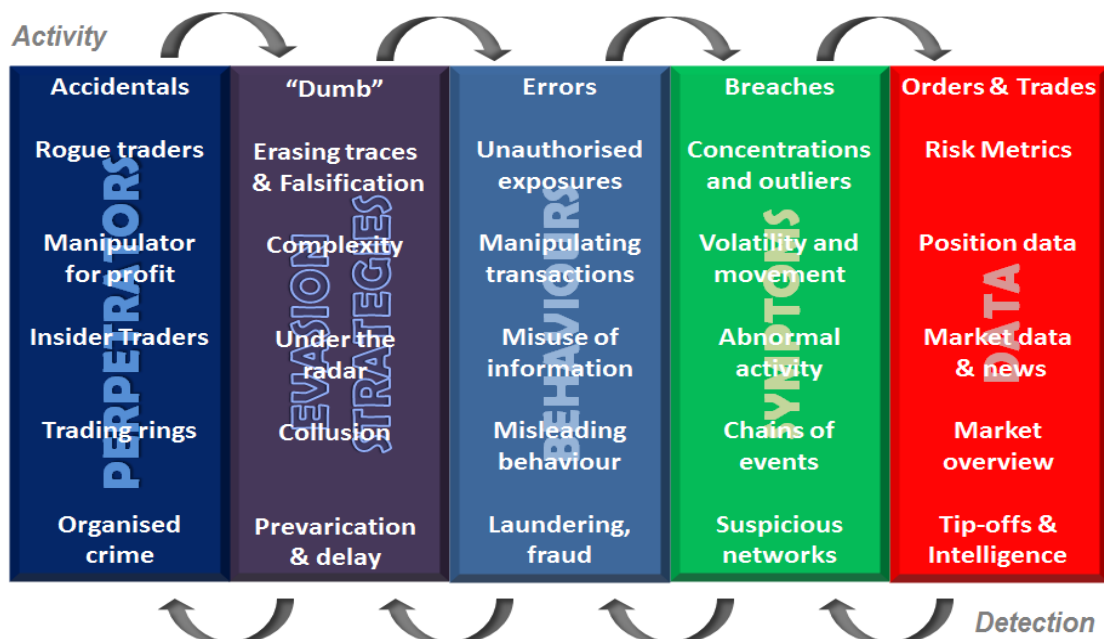 Activity
Accidentals
Rogue traders
Manipulator
for profit
Insider Traders
Trading rings
Organised
crime
PERPETRATORS
“Dumb”
Erasing traces
& Falsification
Complexity
Under the
radar
Collusion
Prevarication
& delay
EVASION
STRATEGIES
Errors
Unauthorised
exposures
Manipulating
transactions
Misuse of
information
Misleading
behaviour
Laundering,
fraud
BEHAVIOURS
Breaches
Concentrations
and outliers
Volatility and
movement
Abnormal
activity
Chains of
events
Suspicious
networks
SYMPTONS
Orders & Trades
Risk Metrics
Position data
Market data
& news
Market
overview
Tip-offs &
Intelligence
DATA
Detection